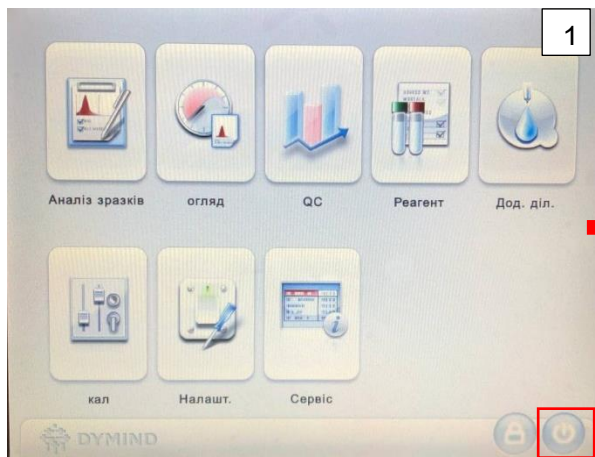 1
Аналіз зразків
огляд
QC
Реагент
Дод. діл.
кал
Налашт.
Сервіс
DYMIND